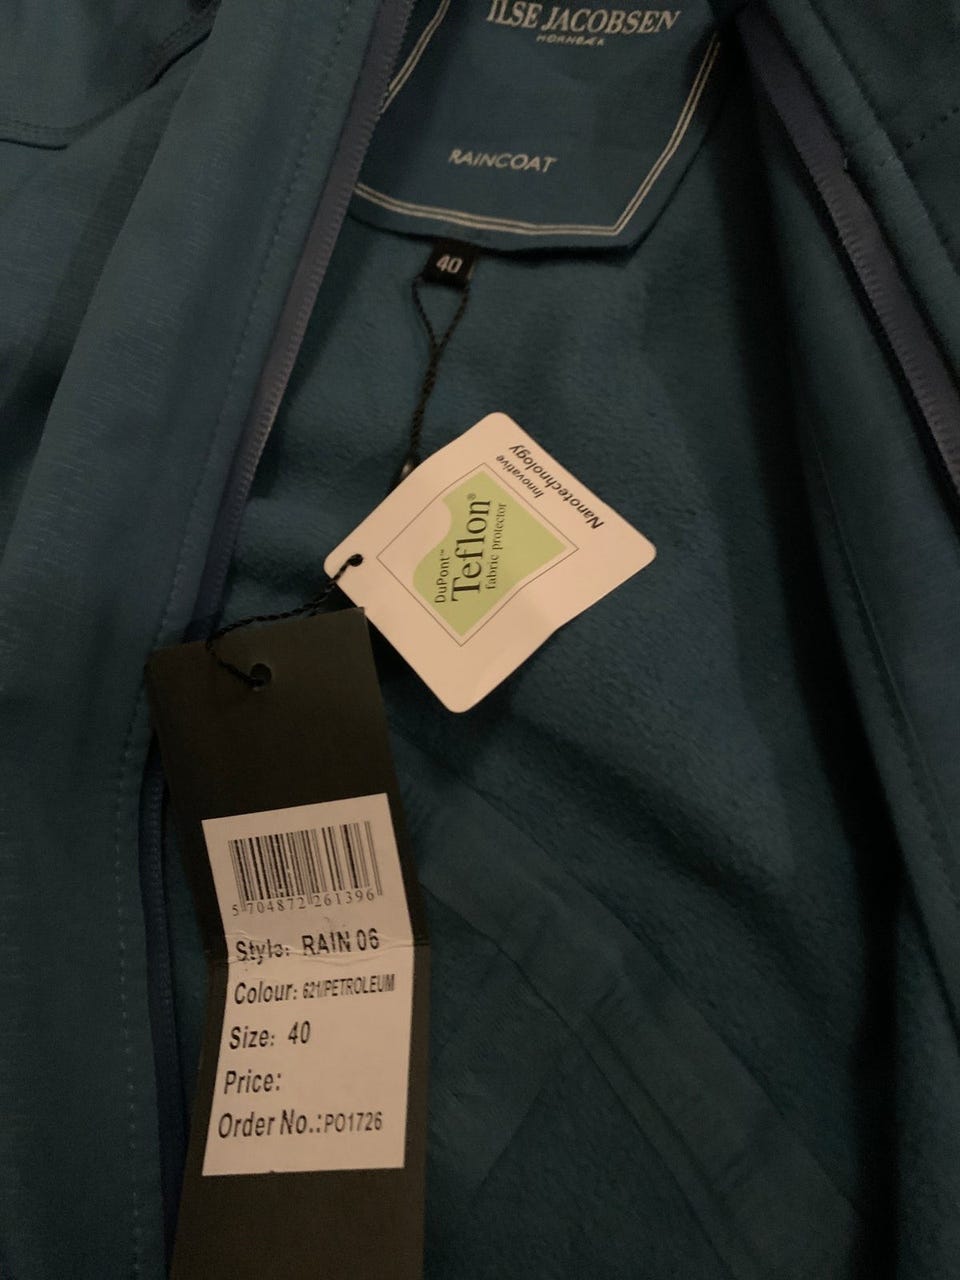 ILSE JACOBSEN
HORNBÆK
RAINCOAT
40
Innovative
Nanotechnology
DuPont™
Teflon®
fabric protector
5 704872 261396
Style: RAIN 06
Colour: 621/PETROLEUM
Size: 40
Price:
Order No.:PO1726